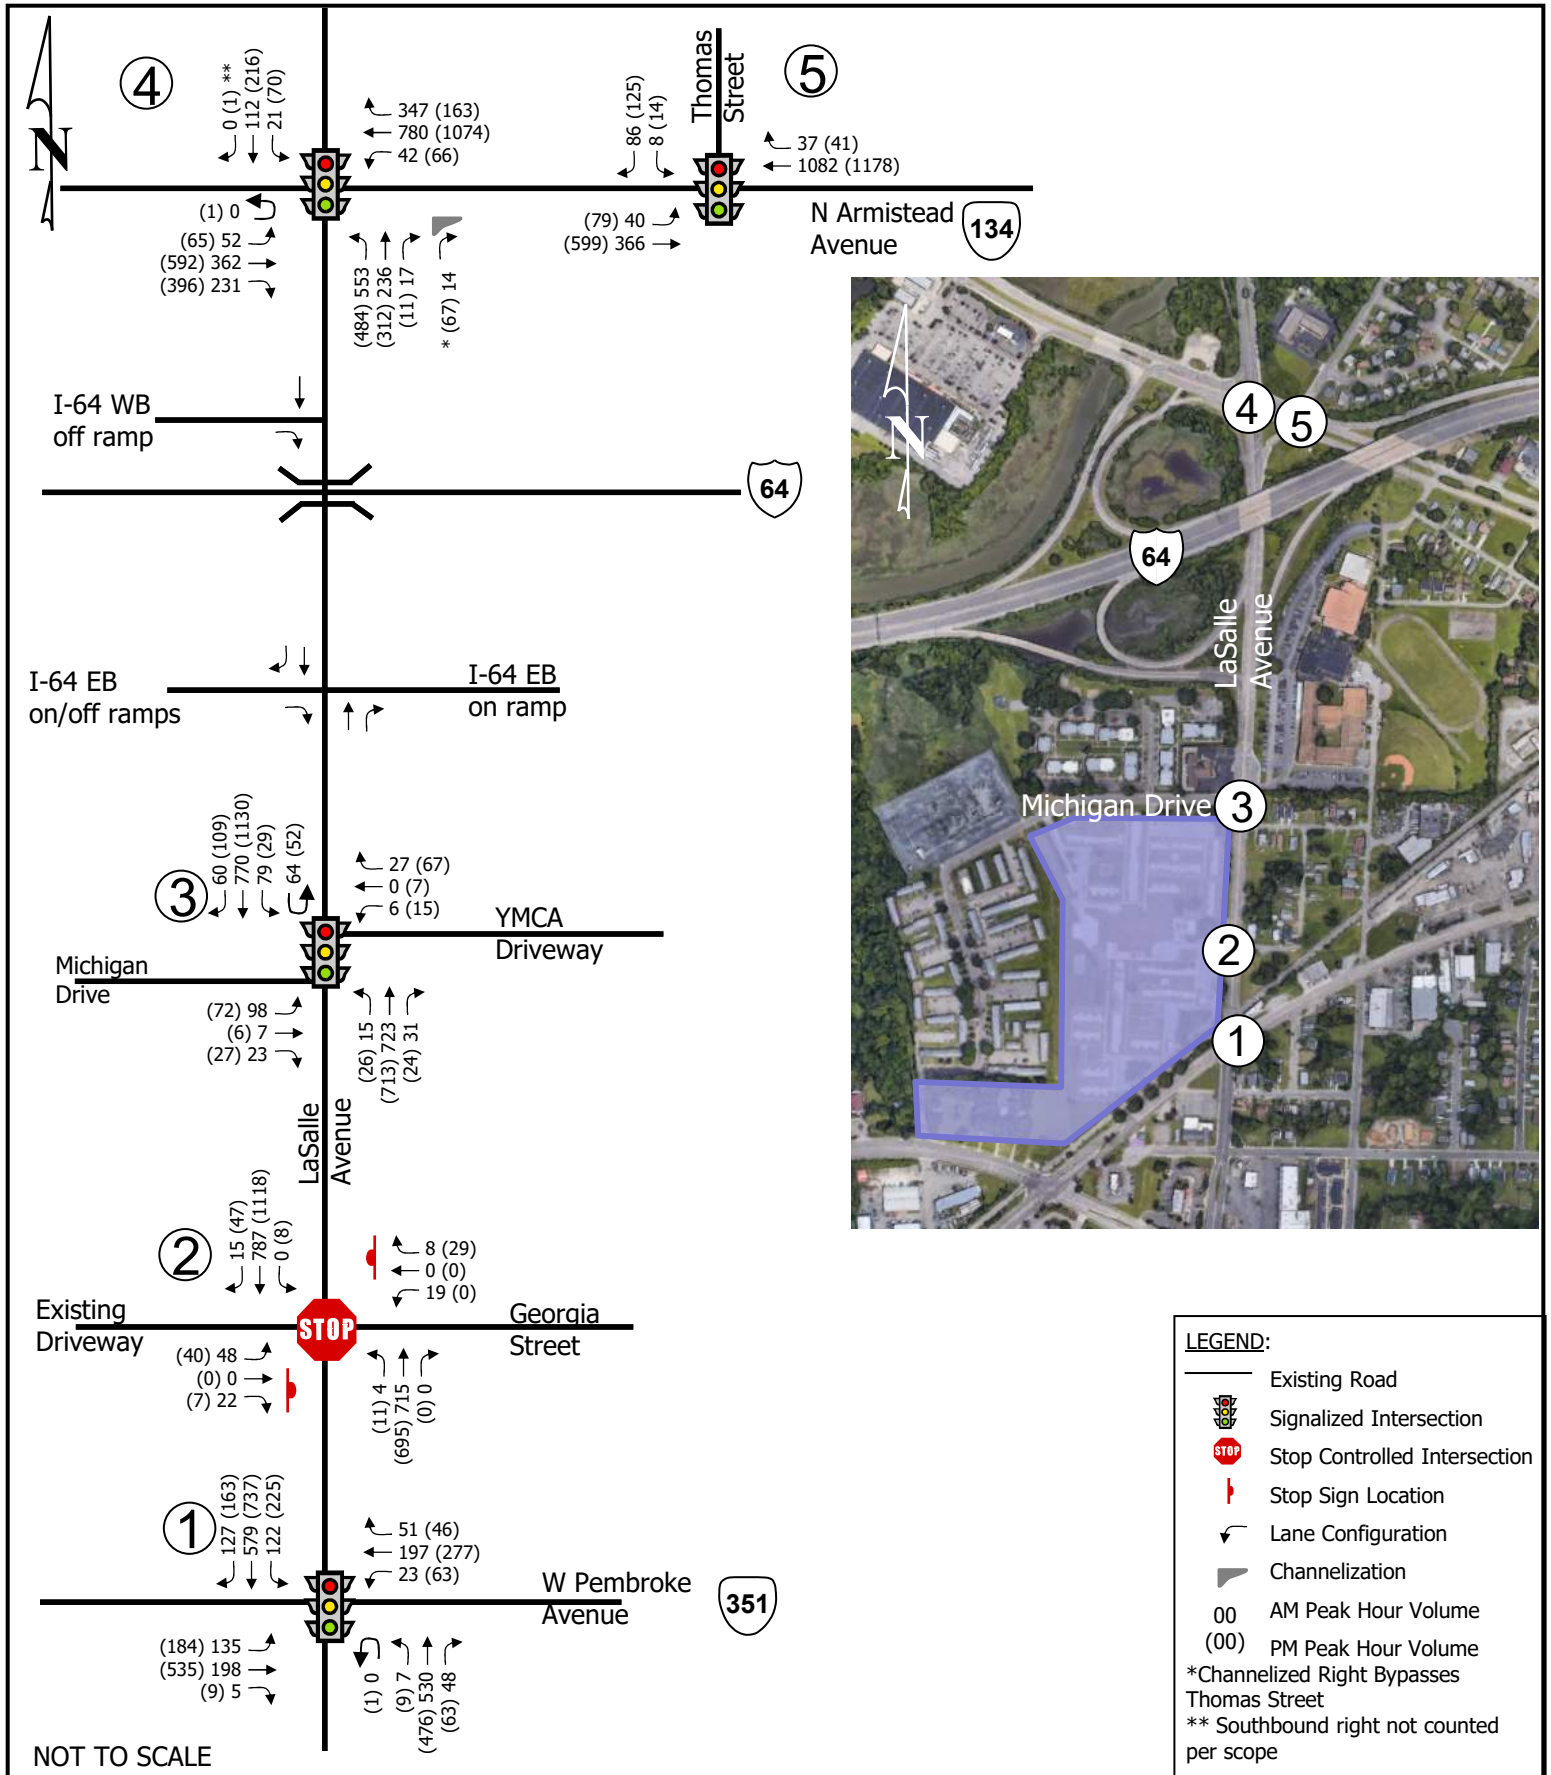 N
4
0 (1) **
112 (216)
21 (70)
347 (163)
780 (1074)
42 (66)
(1) 0
(65) 52
(592) 362
(396) 231
(484) 553
(312) 236
(11) 17
* (67) 14
5
Thomas
Street
86 (125)
8 (14)
37 (41)
1082 (1178)
(79) 40
(599) 366
N Armistead
Avenue
134
I-64 WB
off ramp
64
I-64 EB
on/off ramps
I-64 EB
on ramp
3
60 (109)
770 (1130)
79 (29)
64 (52)
27 (67)
0 (7)
6 (15)
YMCA
Driveway
Michigan
Drive
(72) 98
(6) 7
(27) 23
(26) 15
(713) 723
(24) 31
LaSalle
Avenue
2
15 (47)
787 (1118)
0 (8)
8 (29)
0 (0)
19 (0)
Existing
Driveway
STOP
Georgia
Street
(40) 48
(0) 0
(7) 22
(11) 4
(695) 715
(0) 0
1
127 (163)
579 (737)
122 (225)
51 (46)
197 (277)
23 (63)
W Pembroke
Avenue
351
(184) 135
(535) 198
(9) 5
(1) 0
(9) 7
(476) 530
(63) 48
NOT TO SCALE
N
4
5
64
LaSalle
Avenue
Michigan Drive
3
2
1
LEGEND:
Existing Road
Signalized Intersection
STOP
Stop Controlled Intersection
Stop Sign Location
Lane Configuration
Channelization
00 AM Peak Hour Volume
(00) PM Peak Hour Volume
*Channelized Right Bypasses
Thomas Street
** Southbound right not counted
per scope